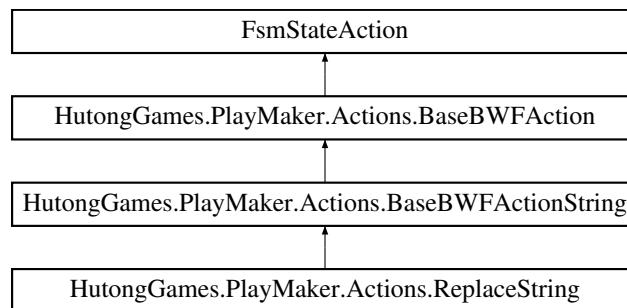 FsmStateAction
HutongGames.PlayMaker.Actions.BaseBWFAction
HutongGames.PlayMaker.Actions.BaseBWFActionString
HutongGames.PlayMaker.Actions.ReplaceString